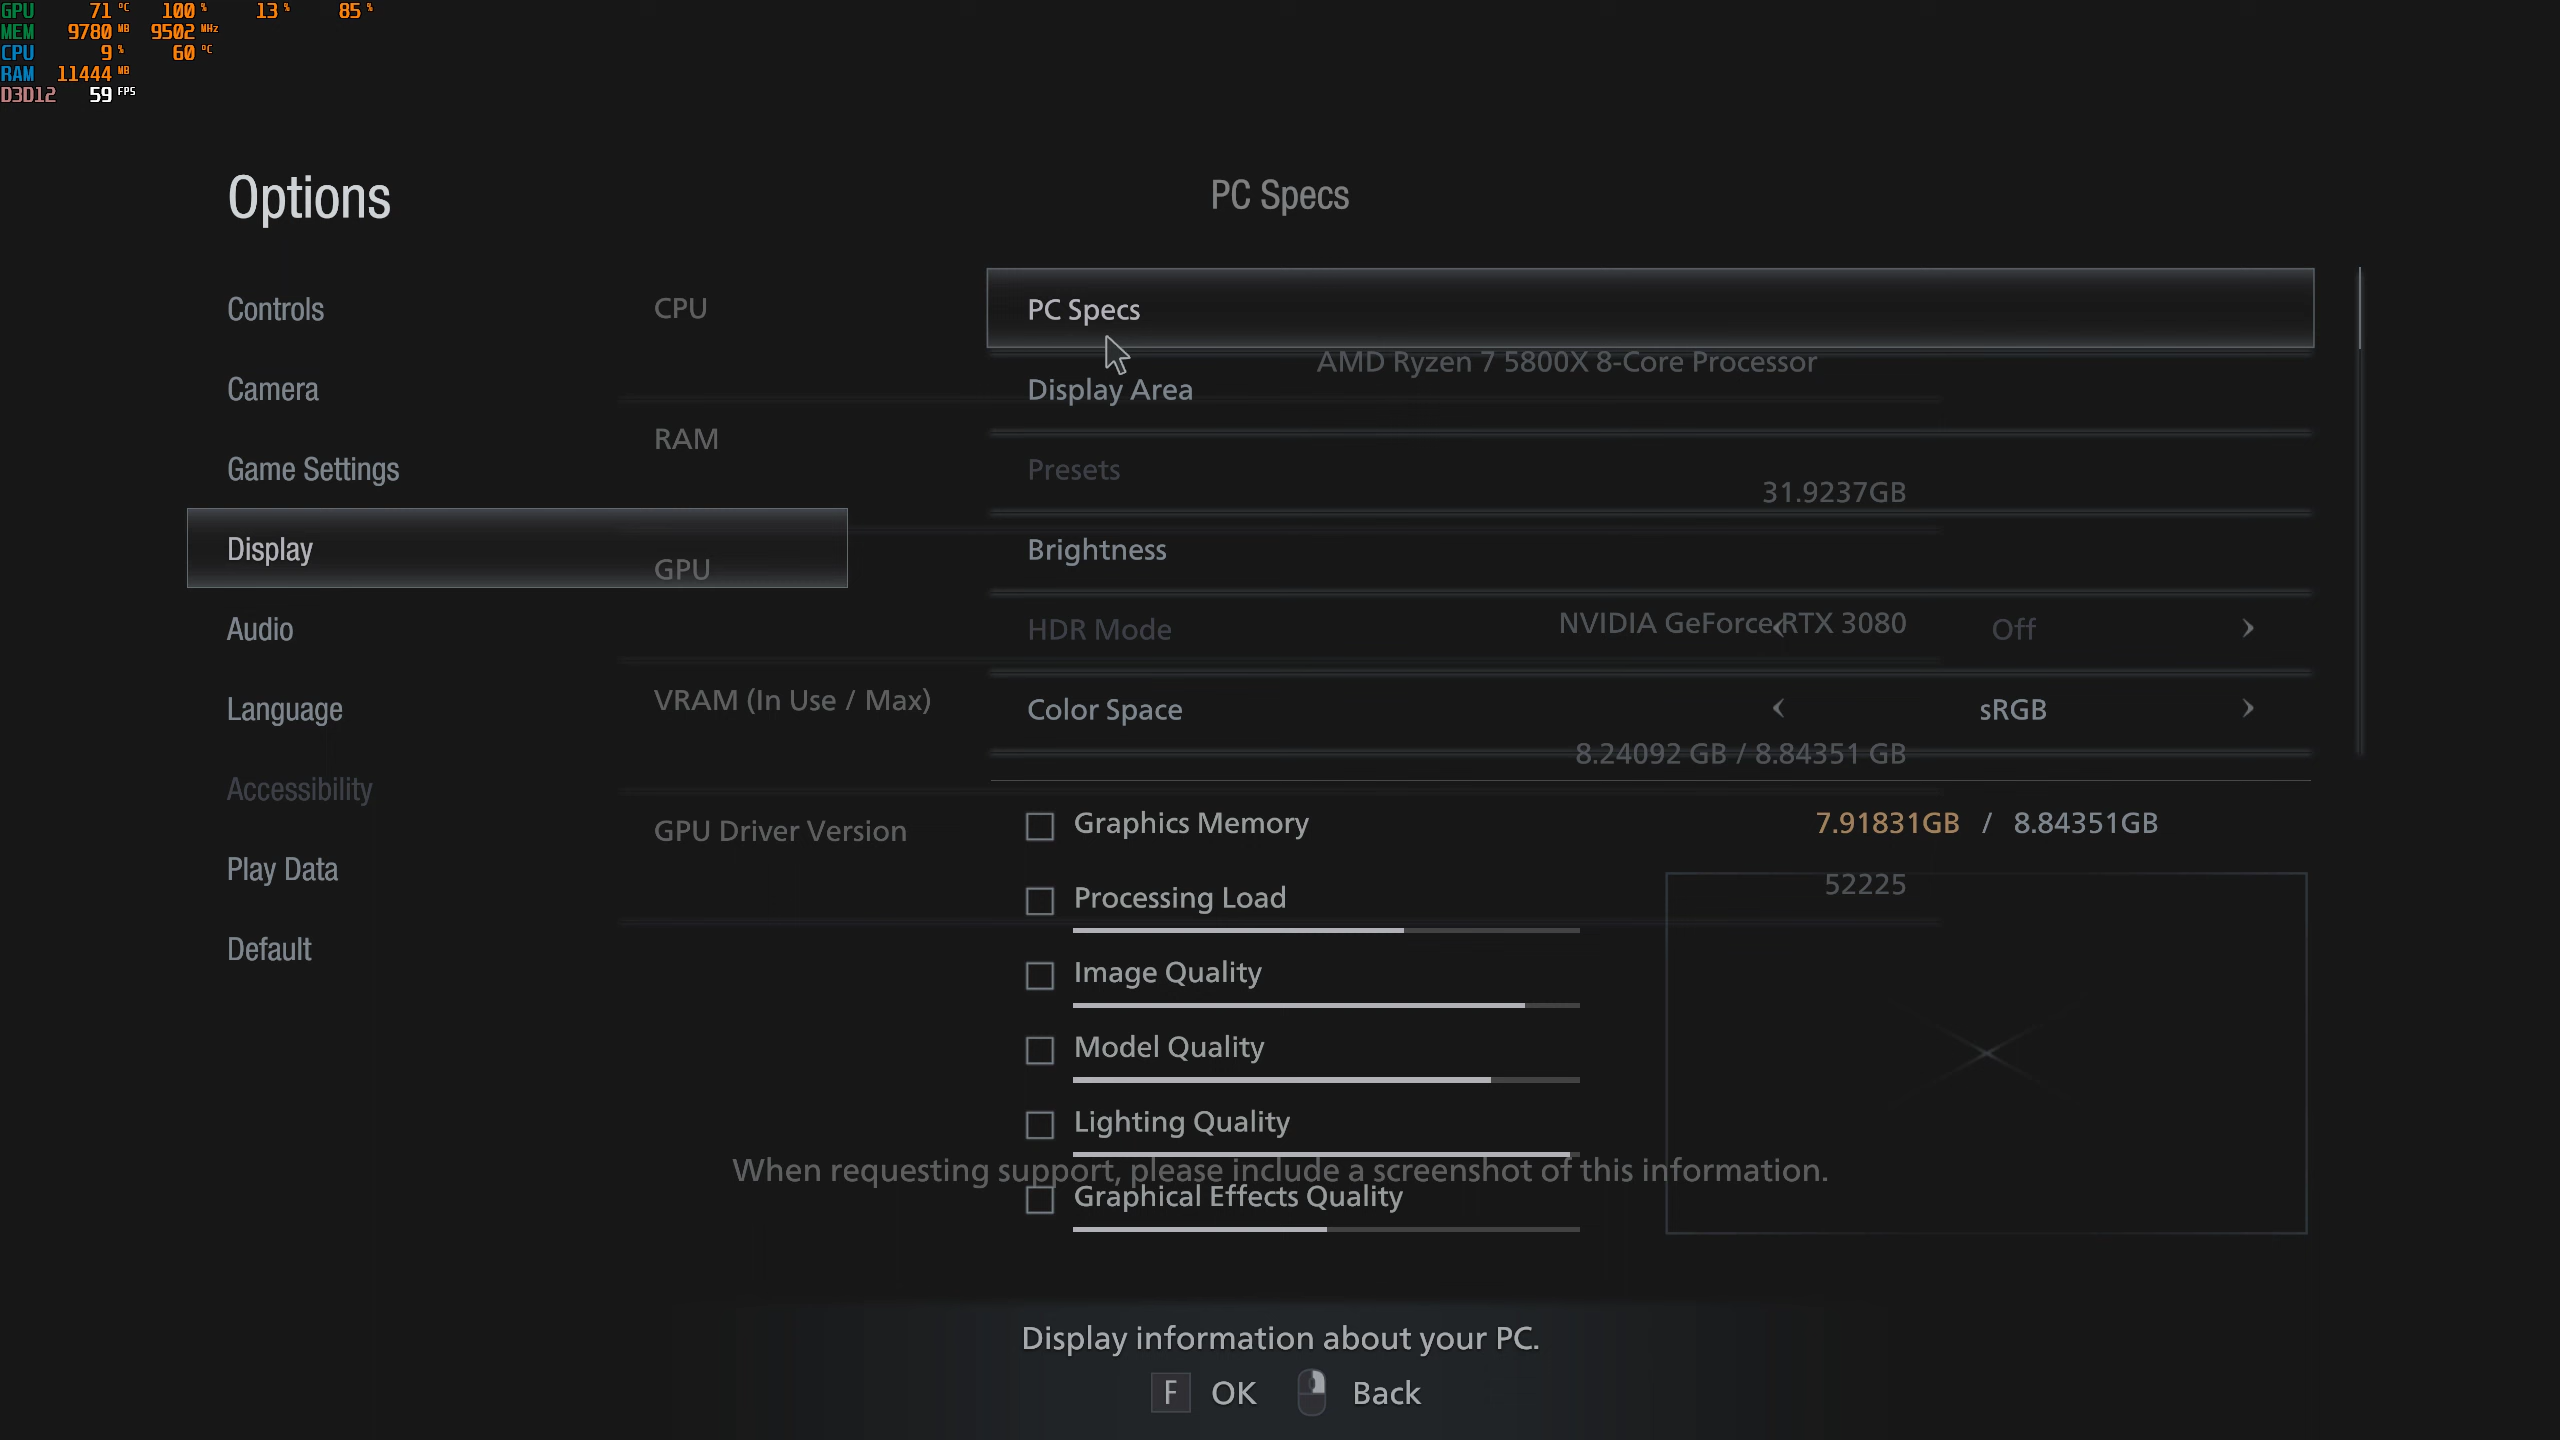 GPU 71 °C 100 % 13 % 85 %
MEM 9780 MB 9502 MHz
CPU 9 % 60 °C
RAM 11444 MB
D3D12 59 FPS
Options
PC Specs
Controls
Camera
Game Settings
Display
Audio
Language
Accessibility
Play Data
Default
CPU
AMD Ryzen 7 5800X 8-Core Processor
RAM
31.9237GB
GPU
NVIDIA GeForce RTX 3080
VRAM (In Use / Max)
8.24092 GB / 8.84351 GB
GPU Driver Version
52225
When requesting support, please include a screenshot of this information.
PC Specs
Display Area
Presets
Brightness
HDR Mode Off
Color Space sRGB
Graphics Memory 7.91831GB / 8.84351GB
Processing Load
Image Quality
Model Quality
Lighting Quality
Graphical Effects Quality
Display information about your PC.
F OK Back